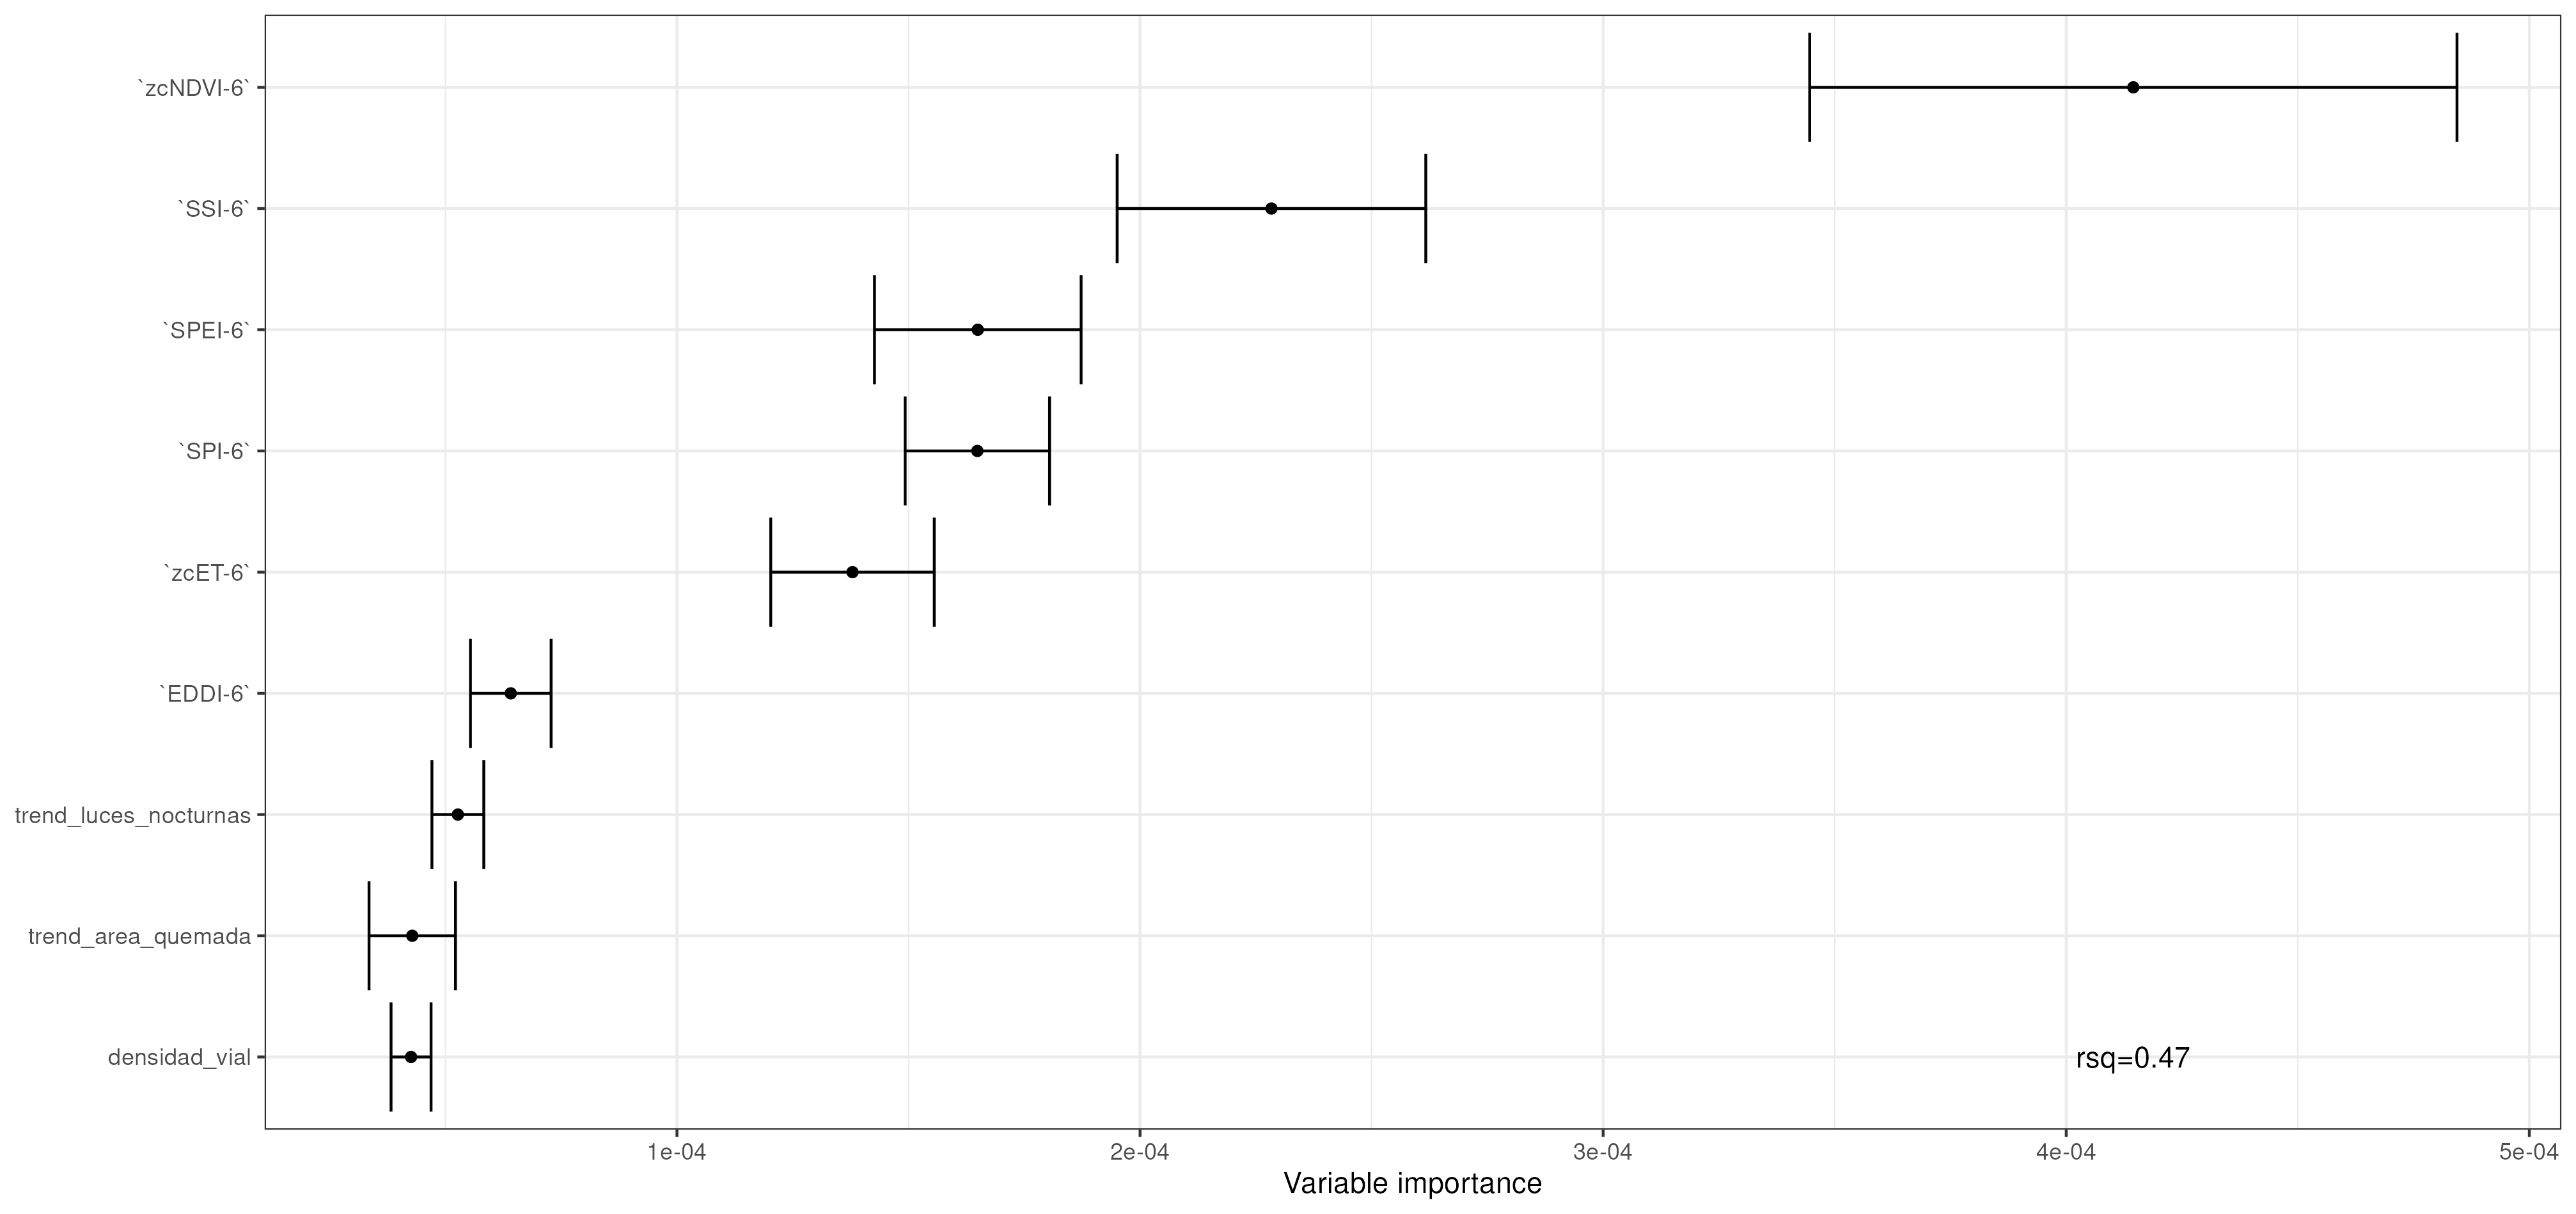 `zcNDVI-6`
`SSI-6`
`SPEI-6`
`SPI-6`
`zcET-6`
`EDDI-6`
trend_luces_nocturnas
trend_area_quemada
densidad_vial
rsq=0.47
1e-04 2e-04 3e-04 4e-04 5e-04
Variable importance